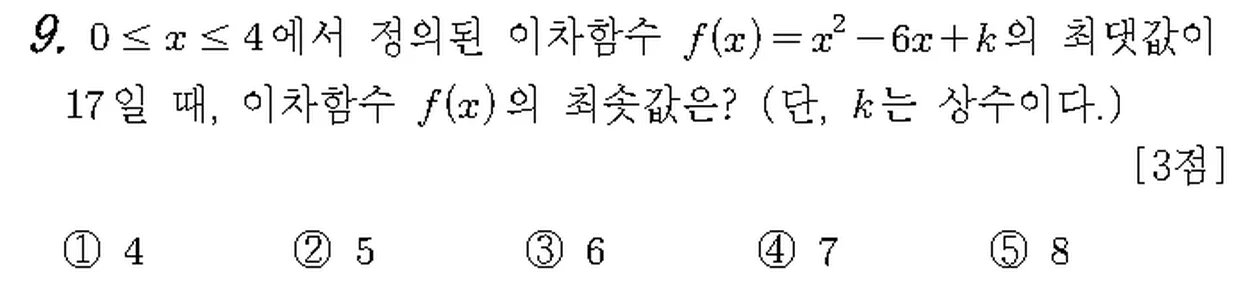 9. 0 ≤ x ≤ 4에서 정의된 이차함수 f(x)=x²-6x+k의 최댓값이
17일 때, 이차함수 f(x)의 최솟값은? (단, k는 상수이다.)
[3점]
① 4 ② 5 ③ 6 ④ 7 ⑤ 8